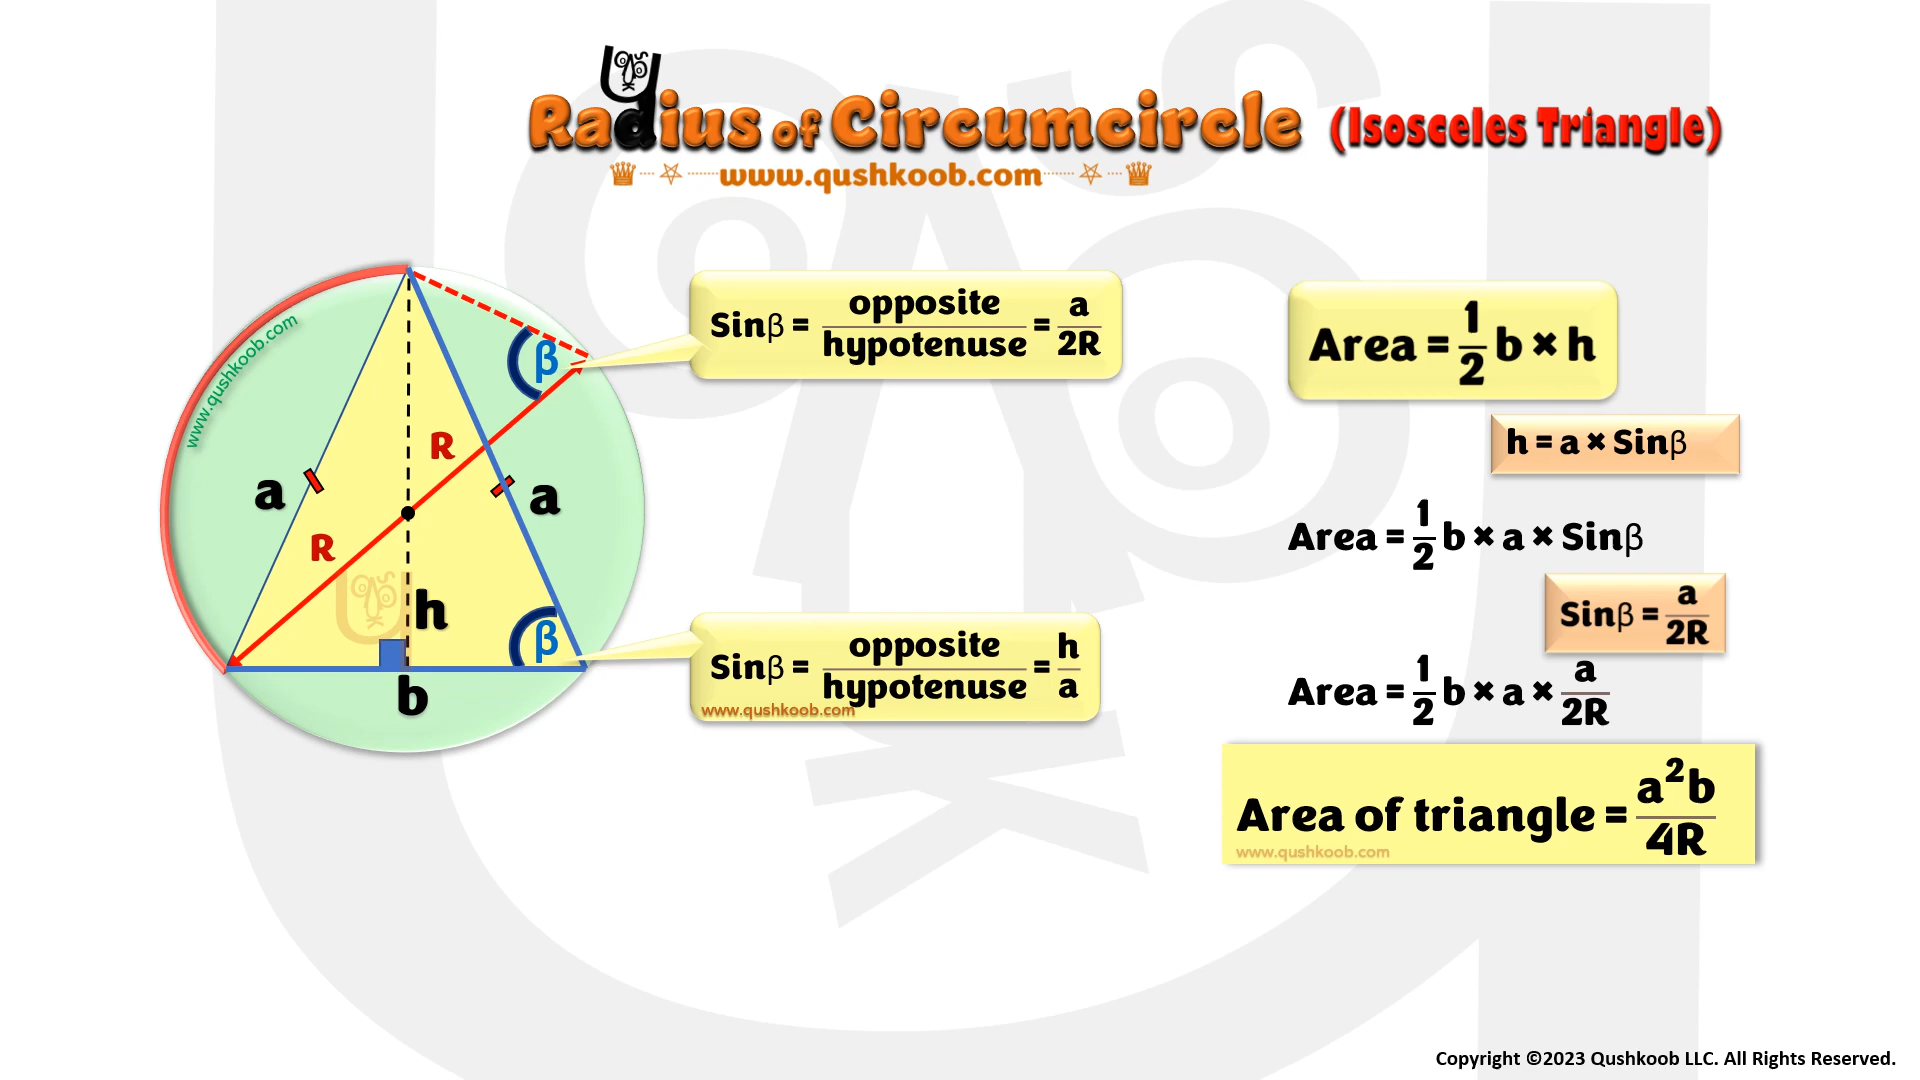 Radius of Circumcircle (Isosceles Triangle)
www.qushkoob.com
www.qushkoob.com
β
R
a
a
R
h
β
b
Sinβ = opposite/hypotenuse = a/2R
Sinβ = opposite/hypotenuse = h/a
www.qushkoob.com
Area = 1/2 b × h
h = a × Sinβ
Area = 1/2 b × a × Sinβ
Sinβ = a/2R
Area = 1/2 b × a × a/2R
Area of triangle = a²b/4R
www.qushkoob.com
Copyright ©2023 Qushkoob LLC. All Rights Reserved.